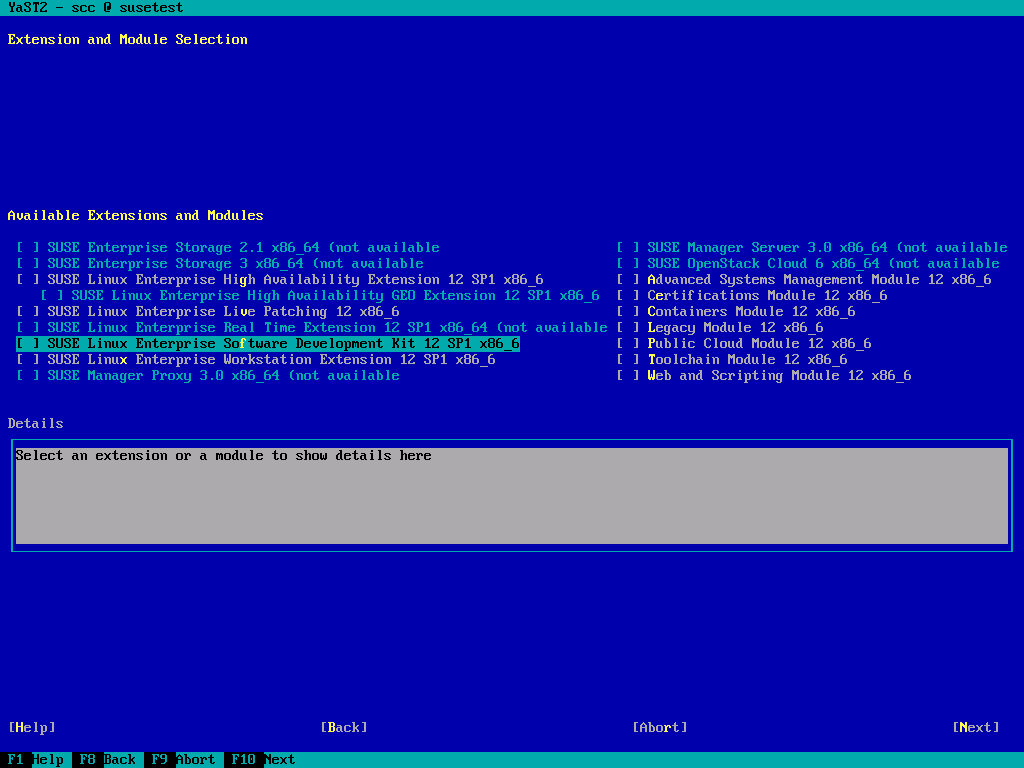 YaST2 - scc @ susetest
Extension and Module Selection
Available Extensions and Modules
[ ] SUSE Enterprise Storage 2.1 x86_64 (not available
[ ] SUSE Enterprise Storage 3 x86_64 (not available
[ ] SUSE Linux Enterprise High Availability Extension 12 SP1 x86_6
[ ] SUSE Linux Enterprise High Availability GEO Extension 12 SP1 x86_6
[ ] SUSE Linux Enterprise Live Patching 12 x86_6
[ ] SUSE Linux Enterprise Real Time Extension 12 SP1 x86_64 (not available
[ ] SUSE Linux Enterprise Software Development Kit 12 SP1 x86_6
[ ] SUSE Linux Enterprise Workstation Extension 12 SP1 x86_6
[ ] SUSE Manager Proxy 3.0 x86_64 (not available
[ ] SUSE Manager Server 3.0 x86_64 (not available
[ ] SUSE OpenStack Cloud 6 x86_64 (not available
[ ] Advanced Systems Management Module 12 x86_6
[ ] Certifications Module 12 x86_6
[ ] Containers Module 12 x86_6
[ ] Legacy Module 12 x86_6
[ ] Public Cloud Module 12 x86_6
[ ] Toolchain Module 12 x86_6
[ ] Web and Scripting Module 12 x86_6
Details
Select an extension or a module to show details here
[Help] [Back] [Abort] [Next]
F1 Help F8 Back F9 Abort F10 Next